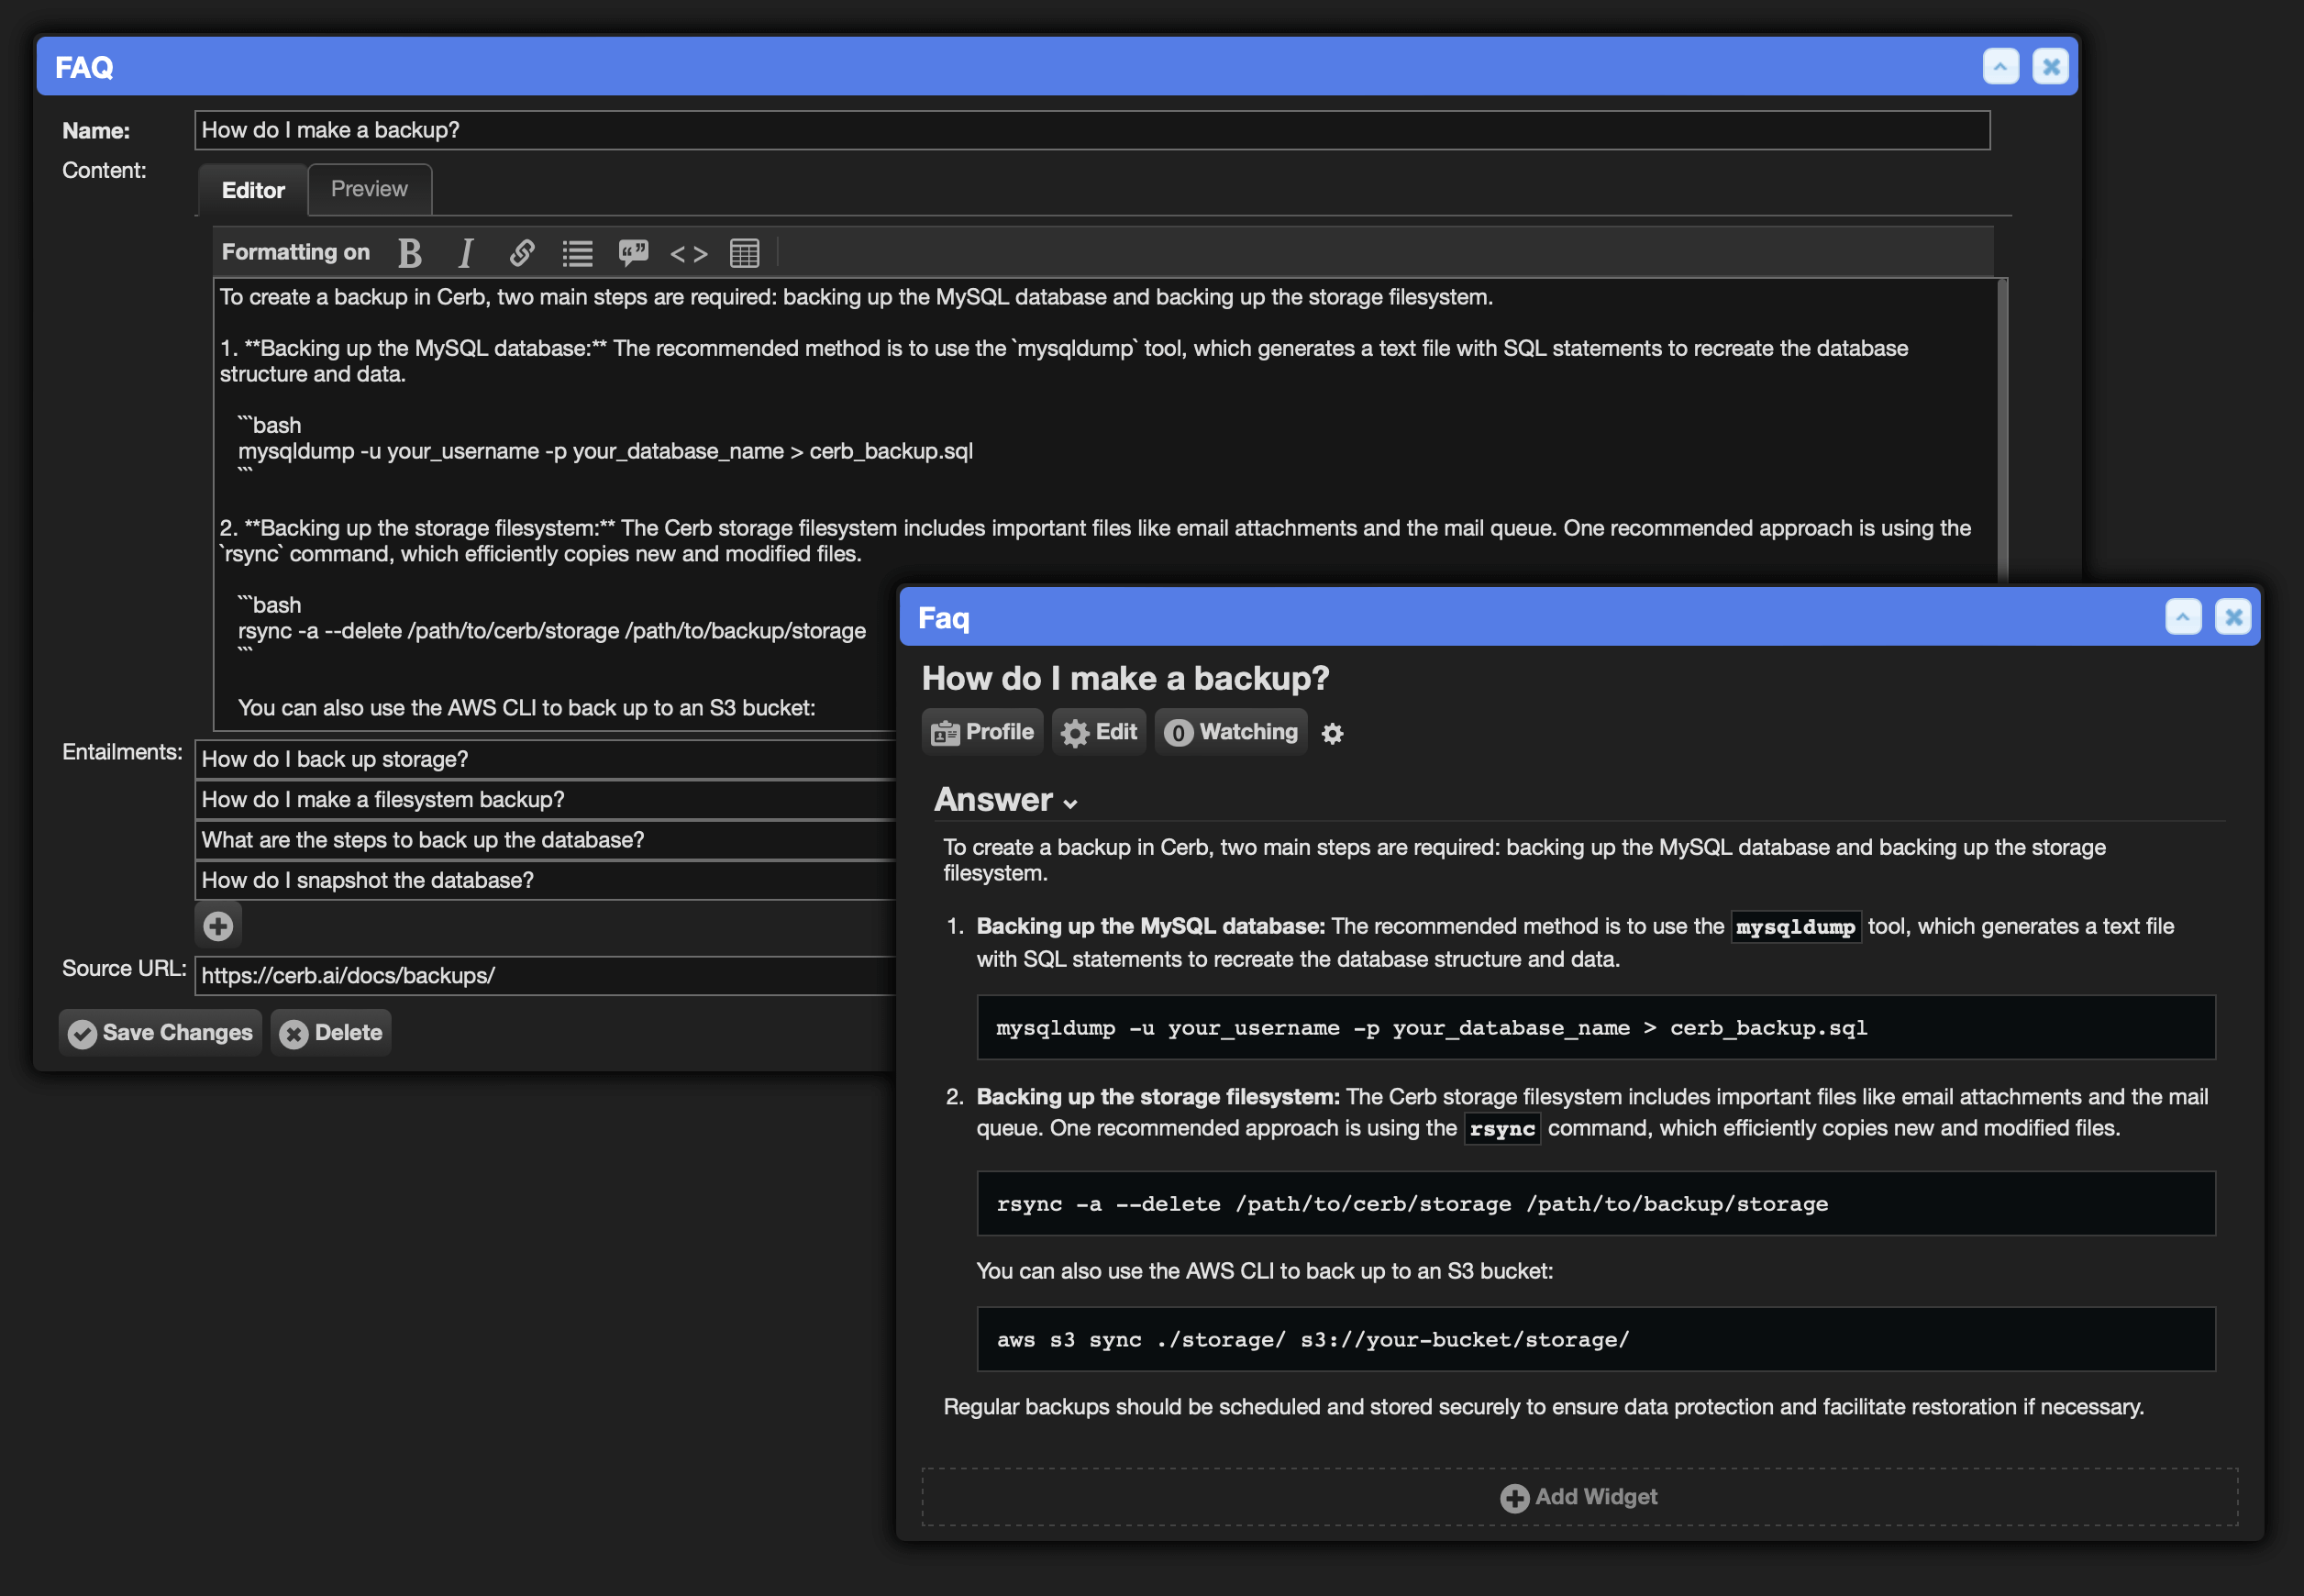 FAQ
Name:
How do I make a backup?
Content:
Editor
Preview
Formatting on
To create a backup in Cerb, two main steps are required: backing up the MySQL database and backing up the storage filesystem.
1. **Backing up the MySQL database:** The recommended method is to use the `mysqldump` tool, which generates a text file with SQL statements to recreate the database
structure and data.
```bash
mysqldump -u your_username -p your_database_name > cerb_backup.sql
```
2. **Backing up the storage filesystem:** The Cerb storage filesystem includes important files like email attachments and the mail queue. One recommended approach is using the
`rsync` command, which efficiently copies new and modified files.
```bash
rsync -a --delete /path/to/cerb/storage /path/to/backup/storage
```
You can also use the AWS CLI to back up to an S3 bucket:
Entailments:
How do I back up storage?
How do I make a filesystem backup?
What are the steps to back up the database?
How do I snapshot the database?
Source URL:
https://cerb.ai/docs/backups/
Save Changes
Delete
Faq
How do I make a backup?
Profile
Edit
0 Watching
Answer
To create a backup in Cerb, two main steps are required: backing up the MySQL database and backing up the storage
filesystem.
1. Backing up the MySQL database: The recommended method is to use the mysqldump tool, which generates a text file
with SQL statements to recreate the database structure and data.
mysqldump -u your_username -p your_database_name > cerb_backup.sql
2. Backing up the storage filesystem: The Cerb storage filesystem includes important files like email attachments and the mail
queue. One recommended approach is using the rsync command, which efficiently copies new and modified files.
rsync -a --delete /path/to/cerb/storage /path/to/backup/storage
You can also use the AWS CLI to back up to an S3 bucket:
aws s3 sync ./storage/ s3://your-bucket/storage/
Regular backups should be scheduled and stored securely to ensure data protection and facilitate restoration if necessary.
Add Widget